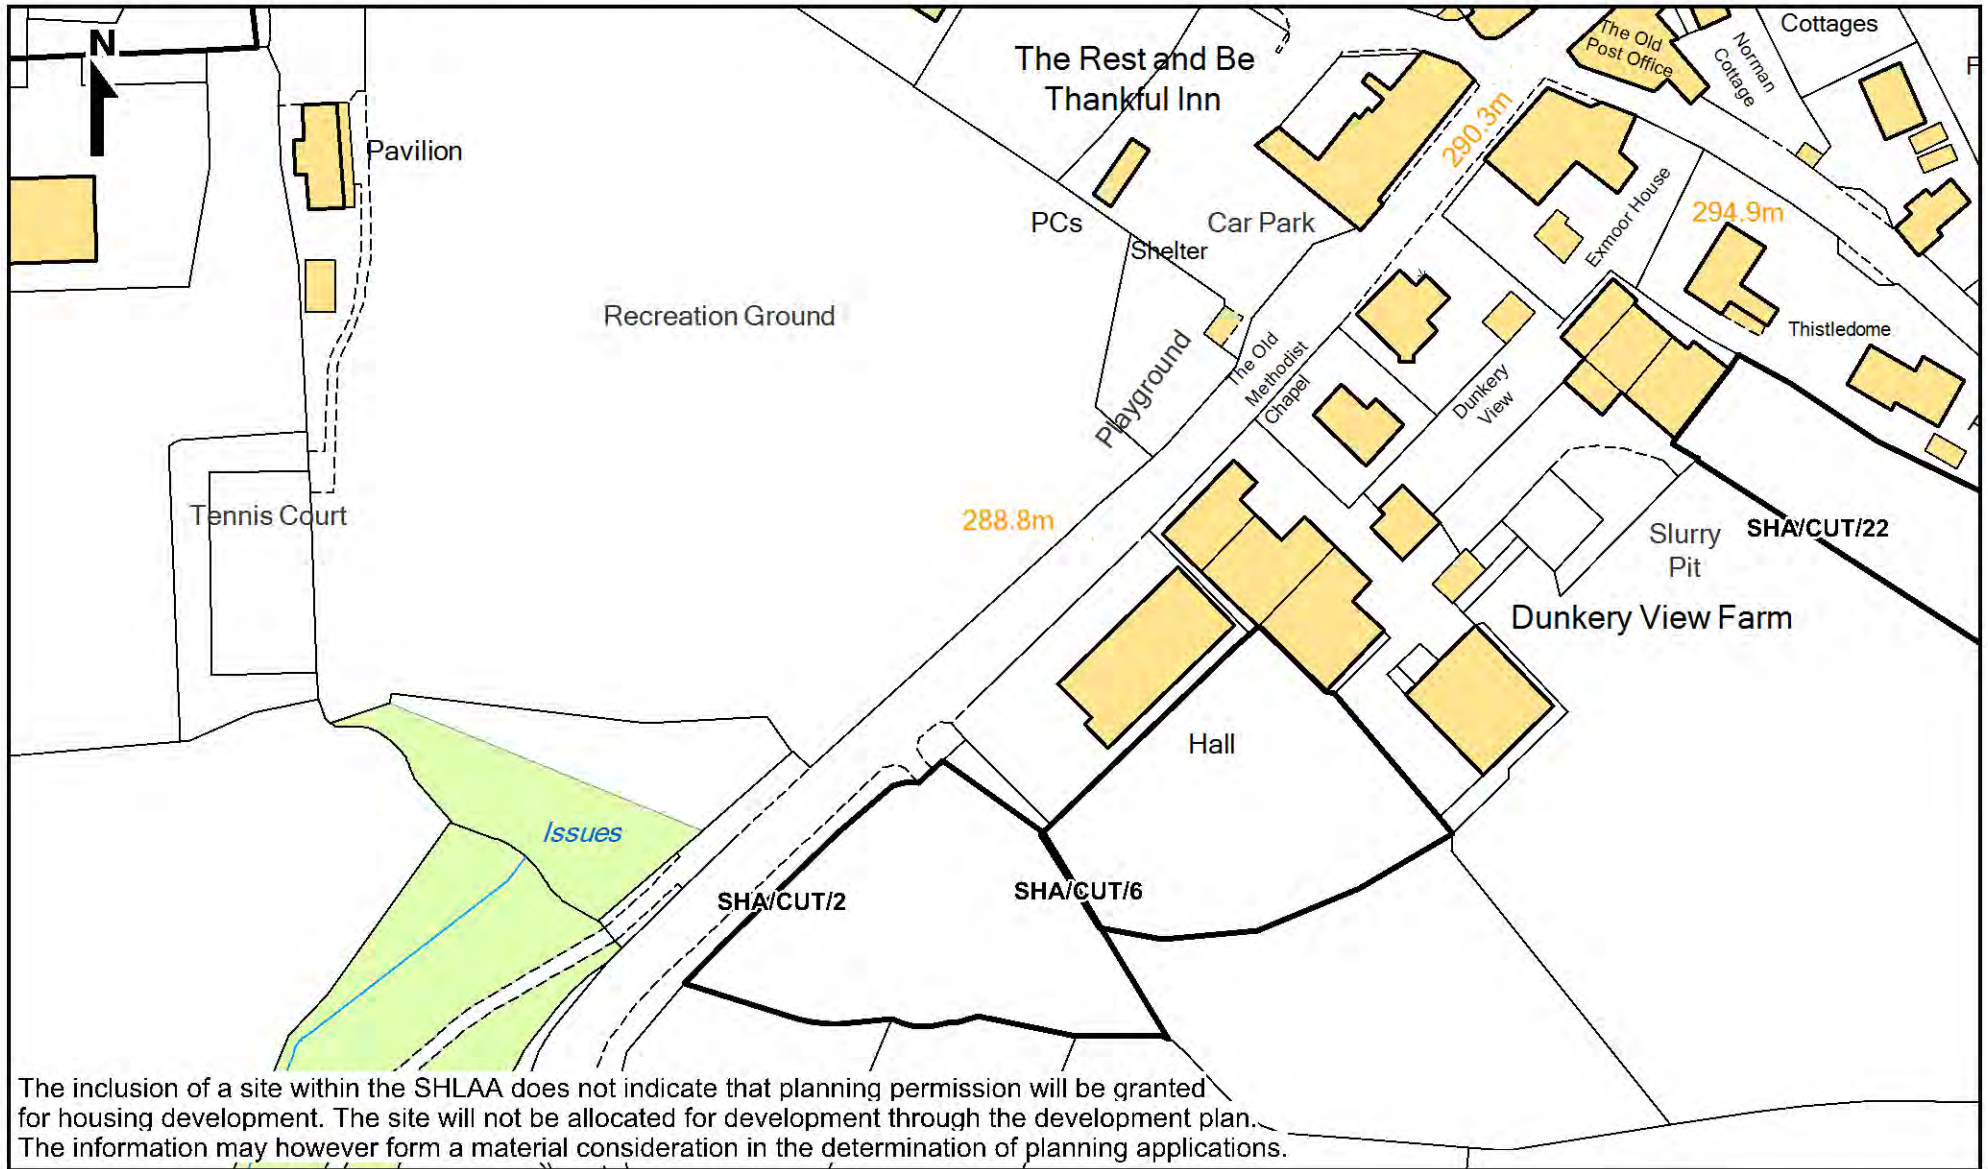 N
The Rest and Be
Thankful Inn
The Old
Post Office
Norman
Cottage
Cottages
F
Pavilion
290.3m
PCs
Car Park
Shelter
Exmoor House
294.9m
Recreation Ground
Thistledome
Playground
The Old
Methodist
Chapel
Dunkery
View
Tennis Court
288.8m
Slurry
Pit
SHA/CUT/22
Dunkery View Farm
Hall
Issues
SHA/CUT/2
SHA/CUT/6
The inclusion of a site within the SHLAA does not indicate that planning permission will be granted
for housing development. The site will not be allocated for development through the development plan.
The information may however form a material consideration in the determination of planning applications.